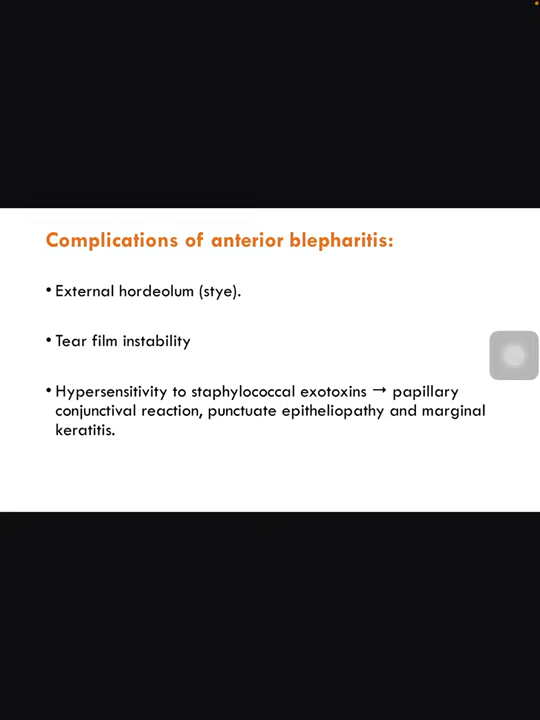 Complications of anterior blepharitis:
• External hordeolum (stye).
• Tear film instability
• Hypersensitivity to staphylococcal exotoxins → papillary
conjunctival reaction, punctuate epitheliopathy and marginal
keratitis.